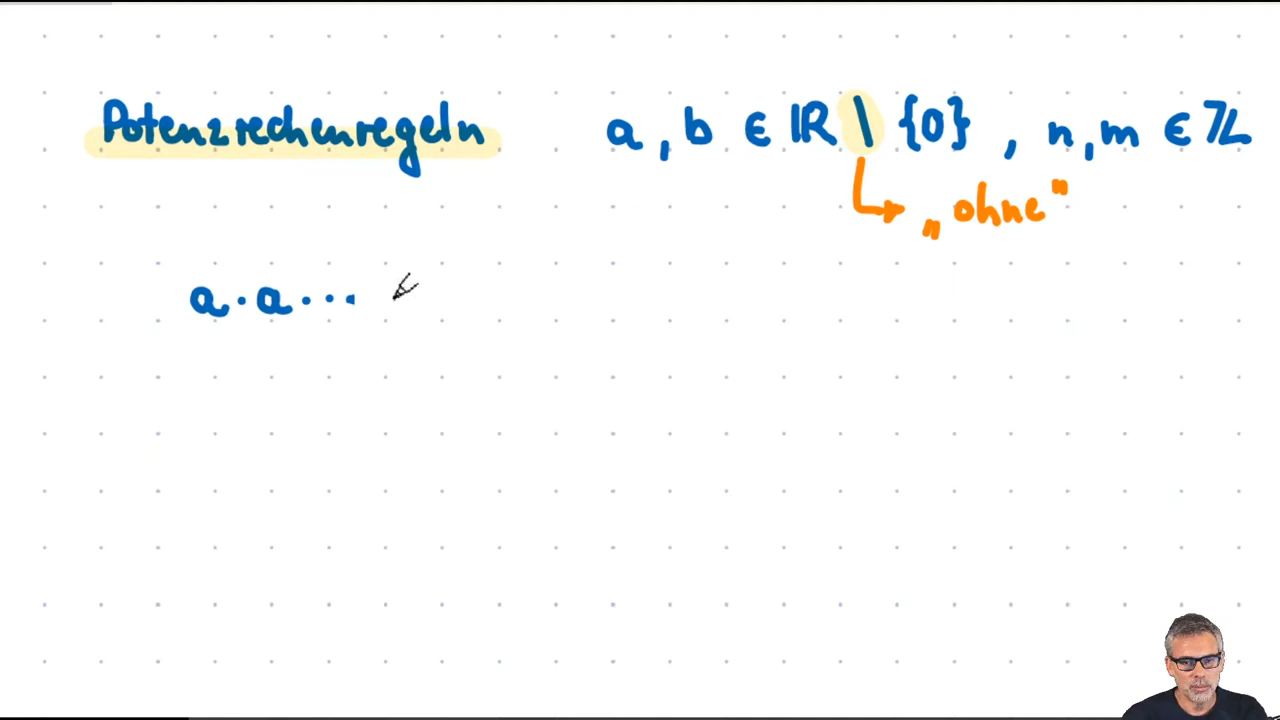 Potenzrechenregeln a, b ∈ ℝ \ {0}, n, m ∈ ℤ
„ohne"
a · a · · ·